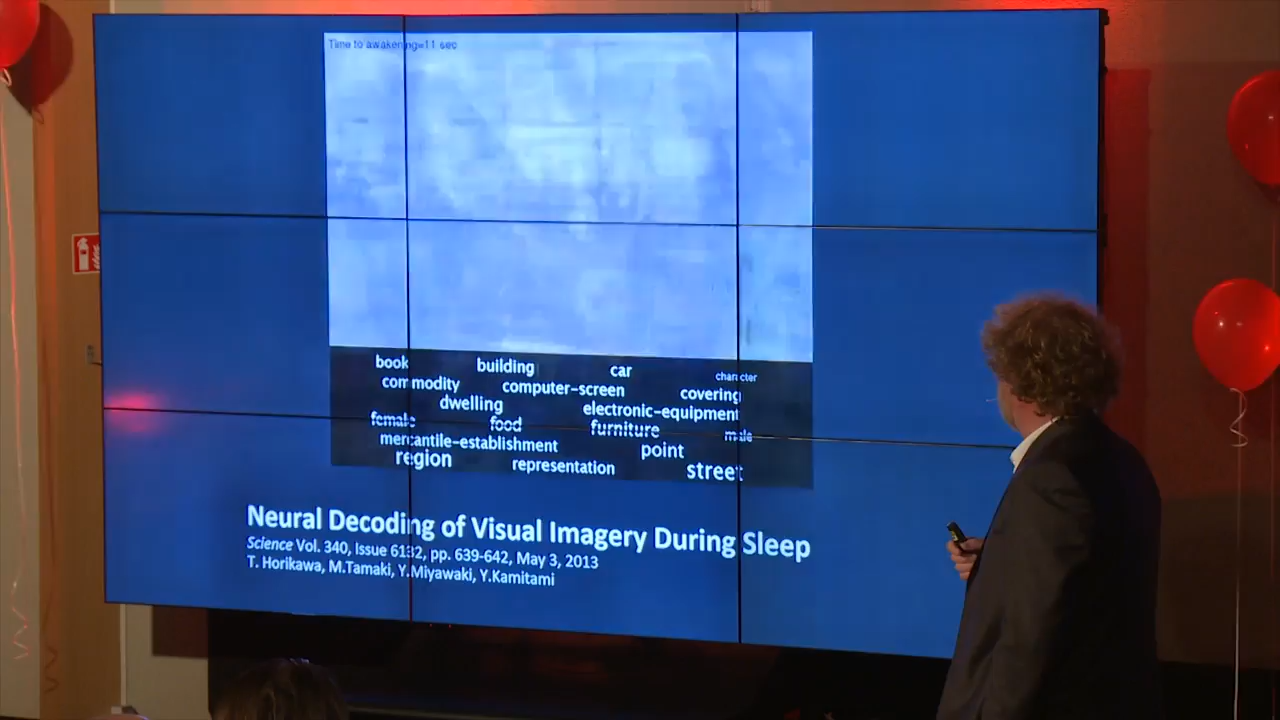 Time to awakening=11 sec
book building car character
commodity computer-screen covering
dwelling electronic-equipment
female food furniture male
mercantile-establishment point
region representation street
Neural Decoding of Visual Imagery During Sleep
Science Vol. 340, Issue 6132, pp. 639-642, May 3, 2013
T. Horikawa, M.Tamaki, Y.Miyawaki, Y.Kamitami